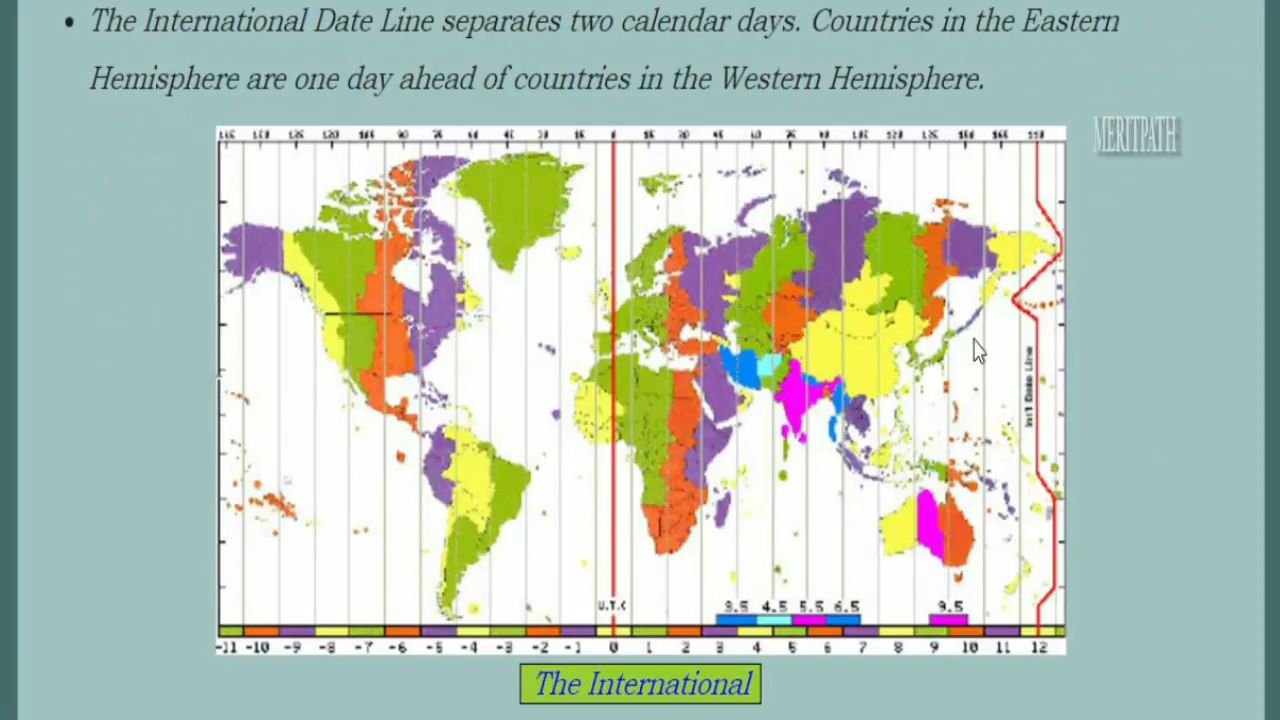 • The International Date Line separates two calendar days. Countries in the Eastern
Hemisphere are one day ahead of countries in the Western Hemisphere.
MERITPATH
Int'l Date Line
U.T.C
3.5 4.5 5.5 6.5 9.5
-11 -10 -9 -8 -7 -6 -5 -4 -3 -2 -1 0 1 2 3 4 5 6 7 8 9 10 11 12
The International